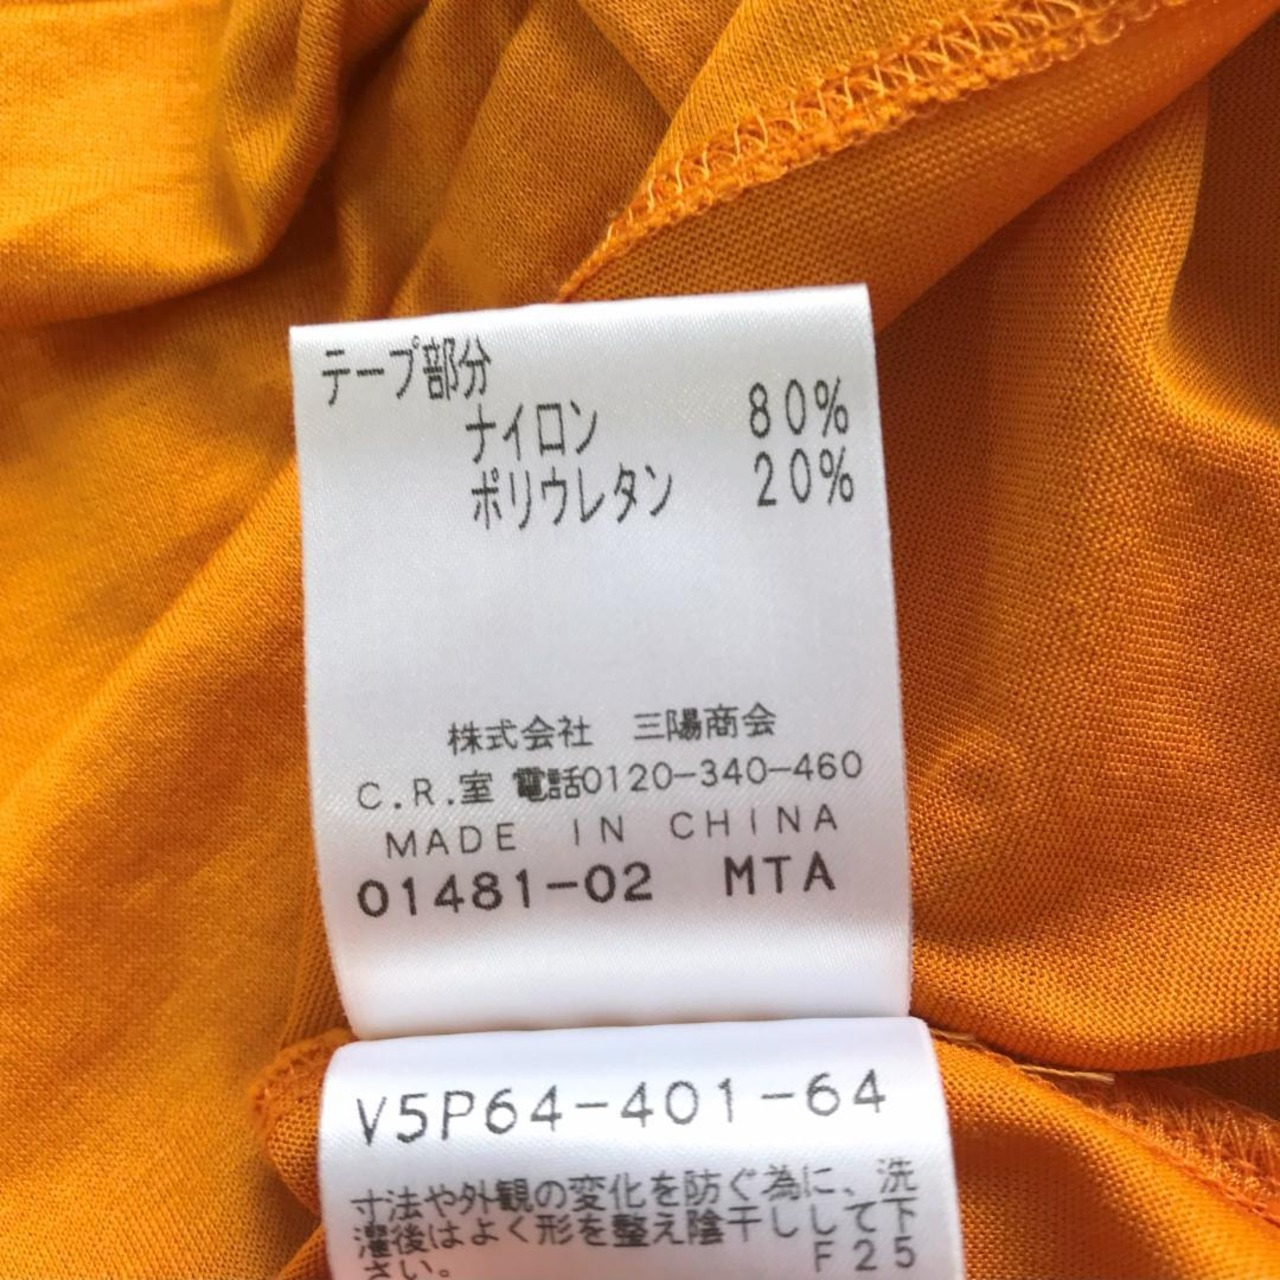 テープ部分
ナイロン 80%
ポリウレタン 20%
株式会社 三陽商会
C.R.室 電話0120-340-460
MADE IN CHINA
01481-02 MTA
V5P64-401-64
寸法や外観の変化を防ぐ為に、洗
濯後はよく形を整え陰干しして下
さい。 F25